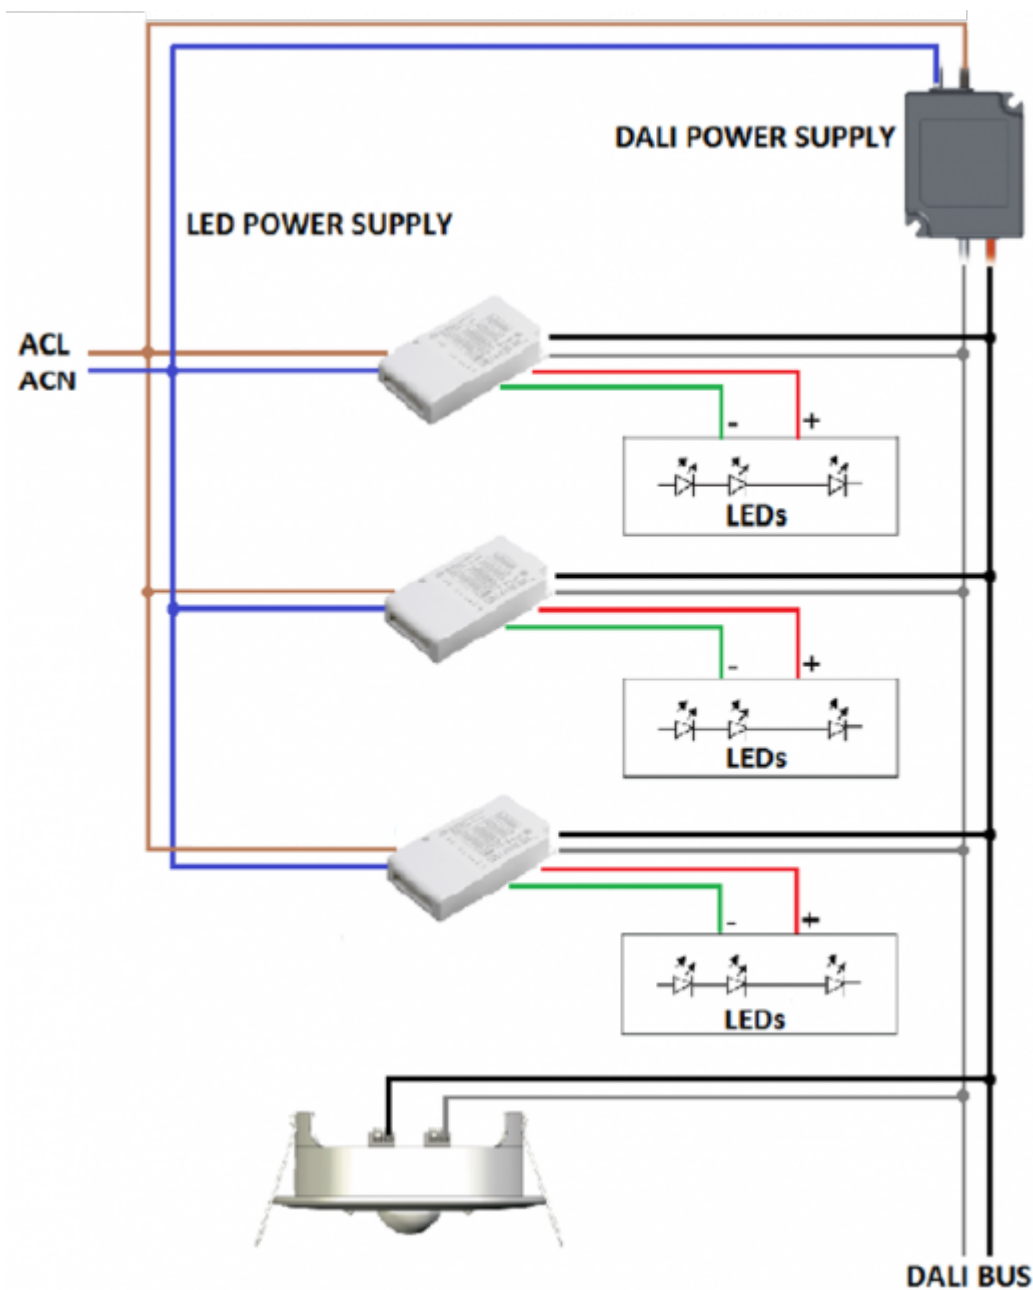 DALI POWER SUPPLY
LED POWER SUPPLY
ACL
ACN
- +
LEDs
- +
LEDs
- +
LEDs
DALI BUS